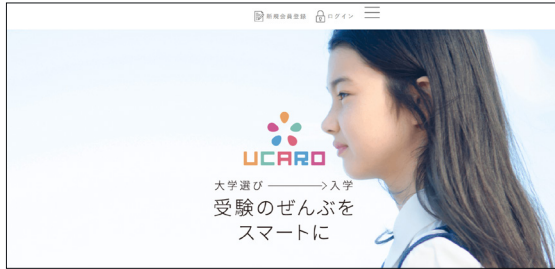 新規会員登録 ログイン
UCARO
大学選び → 入学
受験のぜんぶを
スマートに